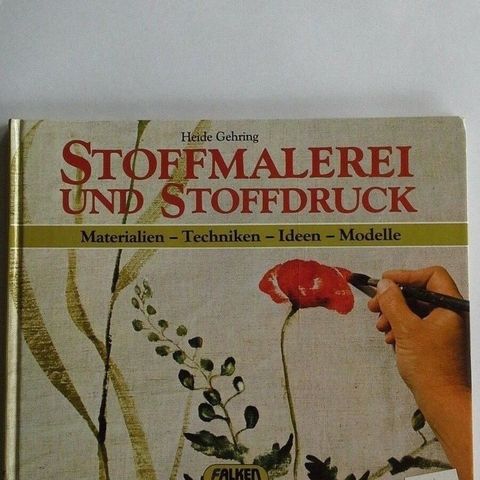 Heide Gehring
STOFFMALEREI
UND STOFFDRUCK
Materialien – Techniken – Ideen – Modelle
FALKEN